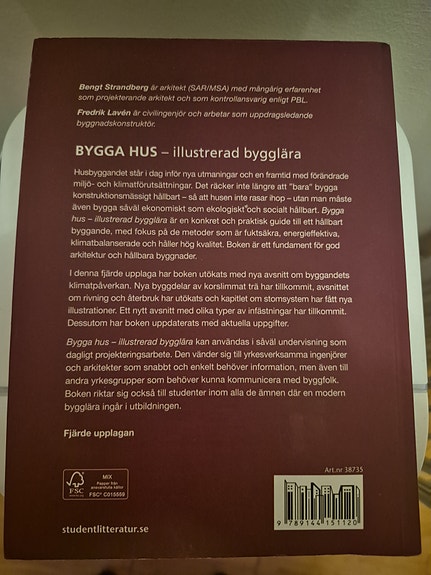 Bengt Strandberg är arkitekt (SAR/MSA) med mångårig erfarenhet
som projekterande arkitekt och som kontrollansvarig enligt PBL.
Fredrik Lavén är civilingenjör och arbetar som uppdragsledande
byggnadskonstruktör.
BYGGA HUS – illustrerad bygglära
Husbyggandet står i dag inför nya utmaningar och en framtid med förändrade
miljö- och klimatförutsättningar. Det räcker inte längre att ”bara” bygga
konstruktionsmässigt hållbart – så att husen inte rasar ihop – utan man måste
även bygga såväl ekonomiskt som ekologiskt och socialt hållbart. Bygga
hus – illustrerad bygglära är en konkret och praktisk guide till ett hållbart
byggande, med fokus på de metoder som är fuktsäkra, energieffektiva,
klimatbalanserade och håller hög kvalitet. Boken är ett fundament för god
arkitektur och hållbara byggnader.
I denna fjärde upplaga har boken utökats med nya avsnitt om byggandets
klimatpåverkan. Nya byggdelar av korslimmat trä har tillkommit, avsnittet
om rivning och återbruk har utökats och kapitlet om stomsystem har fått nya
illustrationer. Ett nytt avsnitt med olika typer av infästningar har tillkommit.
Dessutom har boken uppdaterats med aktuella uppgifter.
Bygga hus – illustrerad bygglära kan användas i såväl undervisning som
dagligt projekteringsarbete. Den vänder sig till yrkesverksamma ingenjörer
och arkitekter som snabbt och enkelt behöver information, men även till
andra yrkesgrupper som behöver kunna kommunicera med byggfolk.
Boken riktar sig också till studenter inom alla de ämnen där en modern
bygglära ingår i utbildningen.
Fjärde upplagan
Art.nr 38735
FSC
MIX
Papper från
ansvarsfulla källor
FSC® C015559
9 789144 151120
studentlitteratur.se